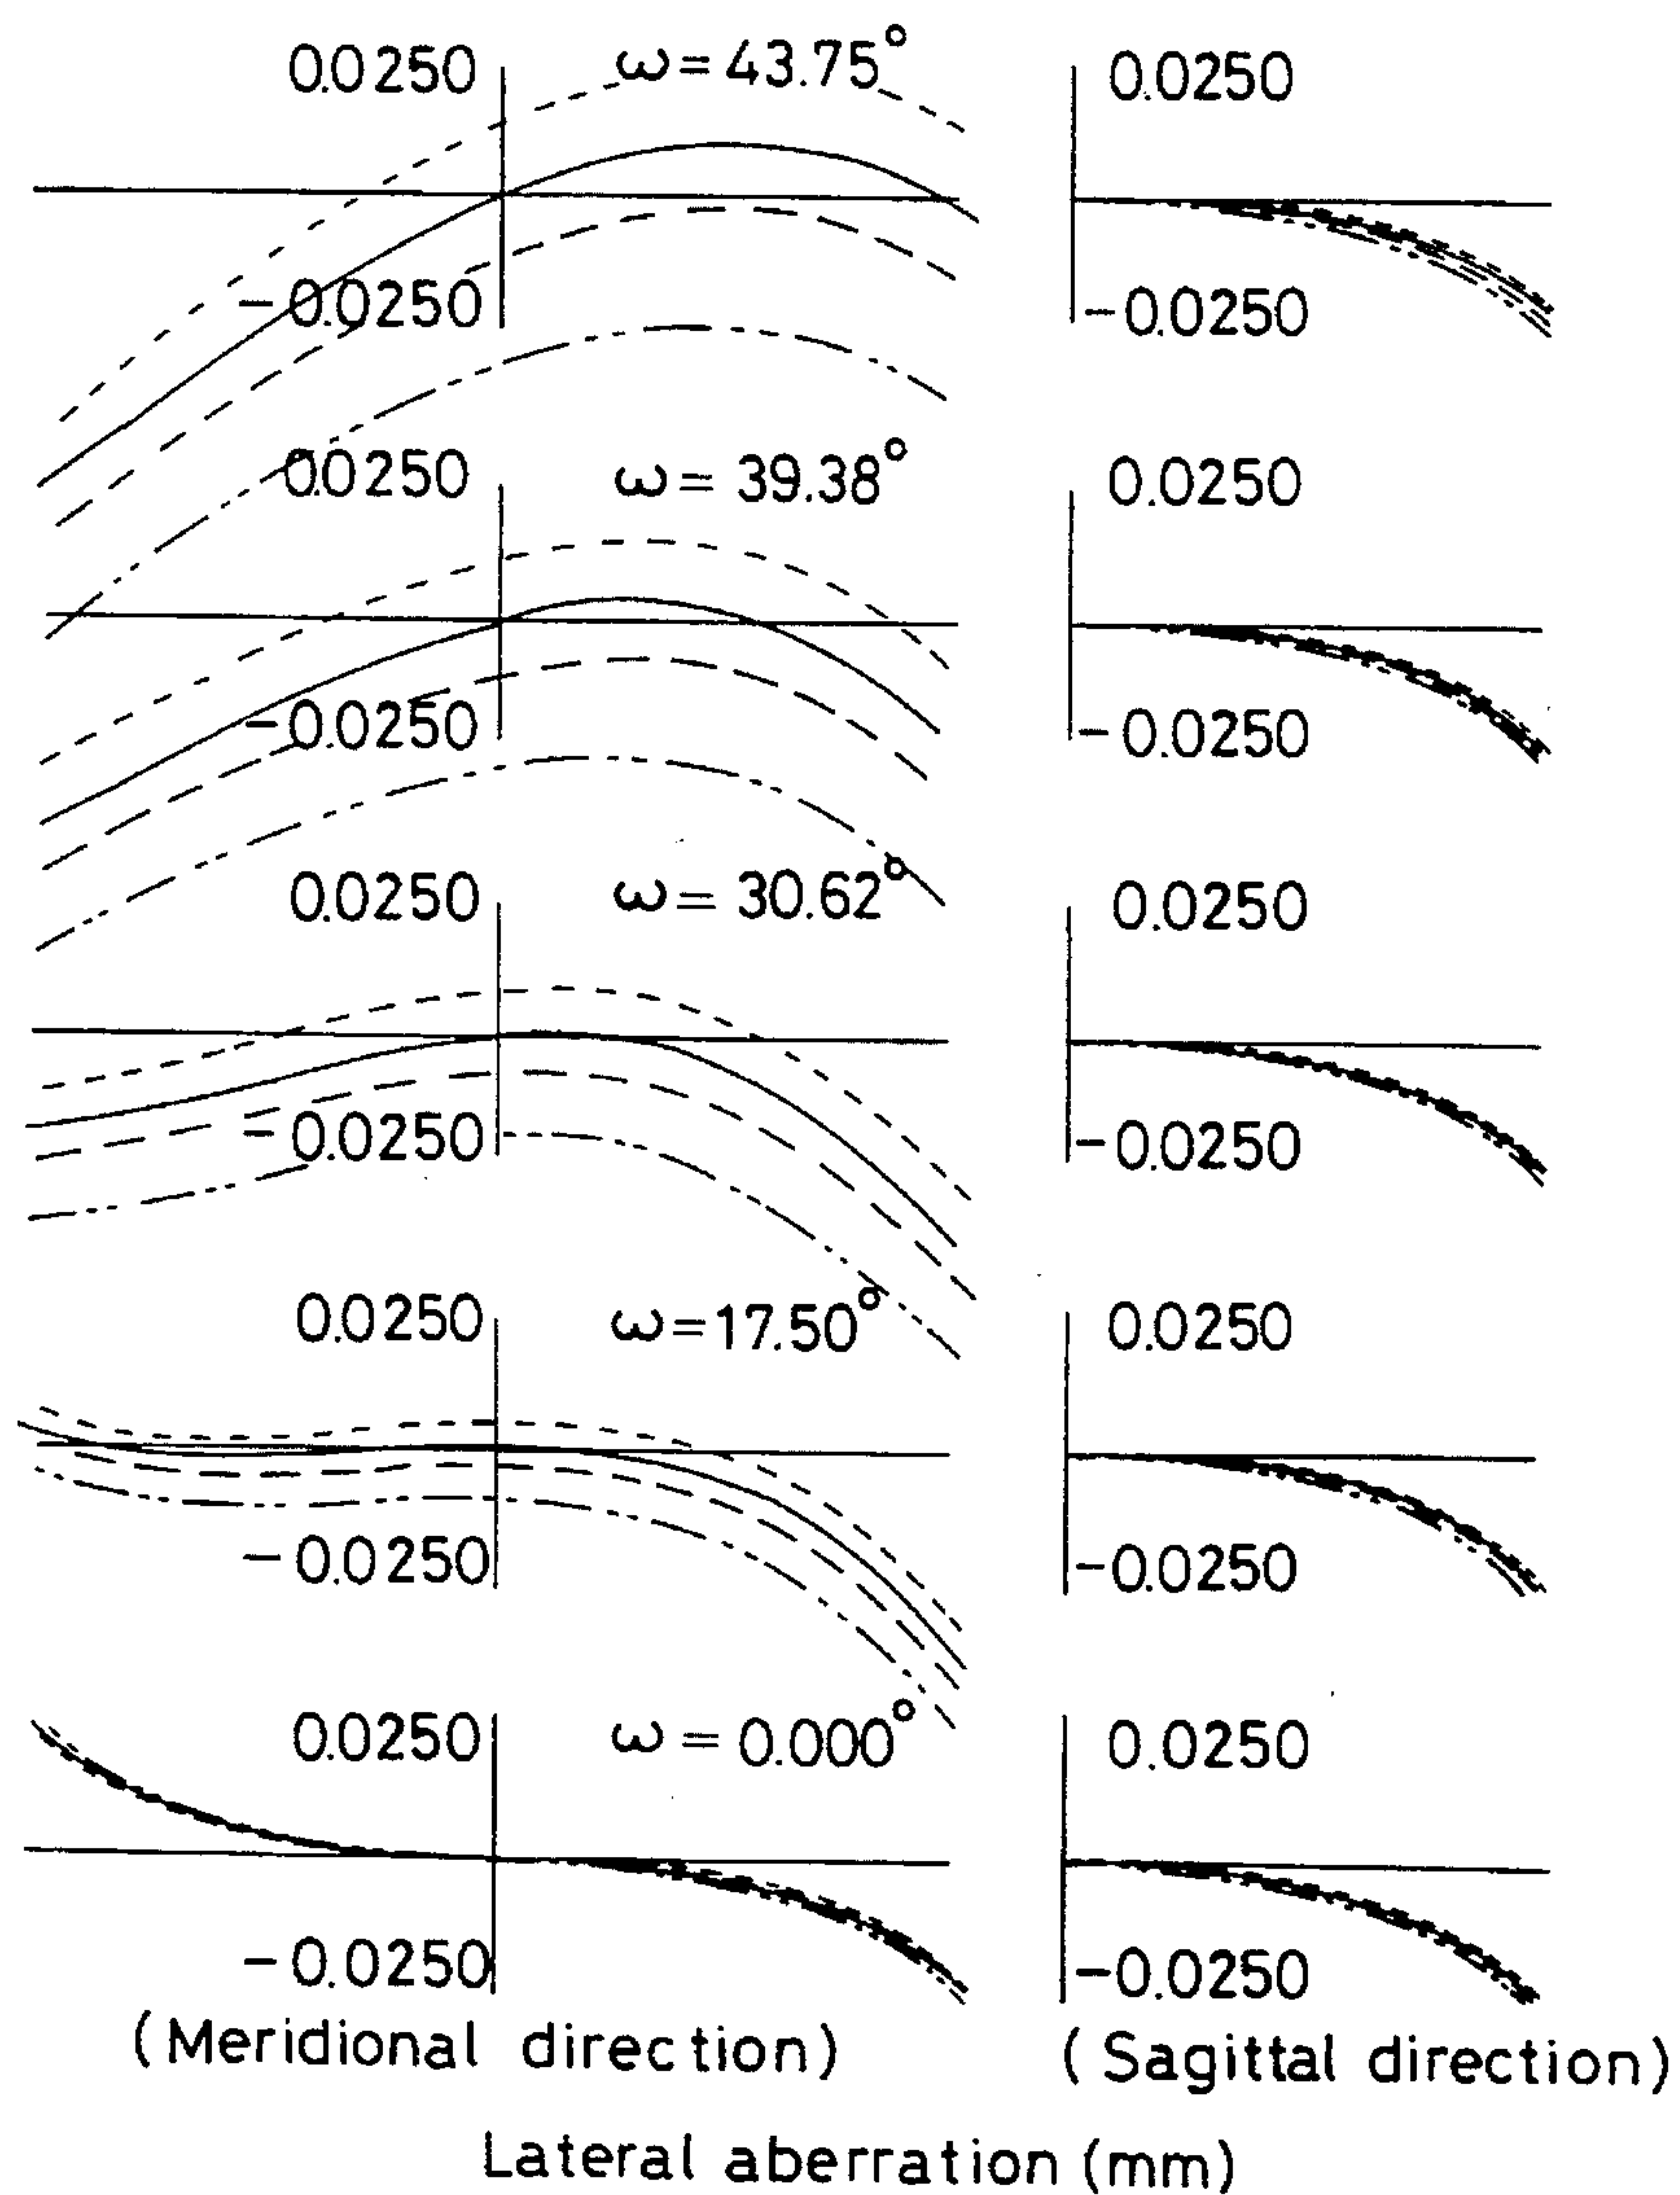 0.0250 ω = 43.75° 0.0250
-0.0250 -0.0250
0.0250 ω = 39.38° 0.0250
-0.0250 -0.0250
0.0250 ω = 30.62° 0.0250
-0.0250 -0.0250
0.0250 ω = 17.50° 0.0250
-0.0250 -0.0250
0.0250 ω = 0.000° 0.0250
-0.0250 -0.0250
(Meridional direction) (Sagittal direction)
Lateral aberration (mm)